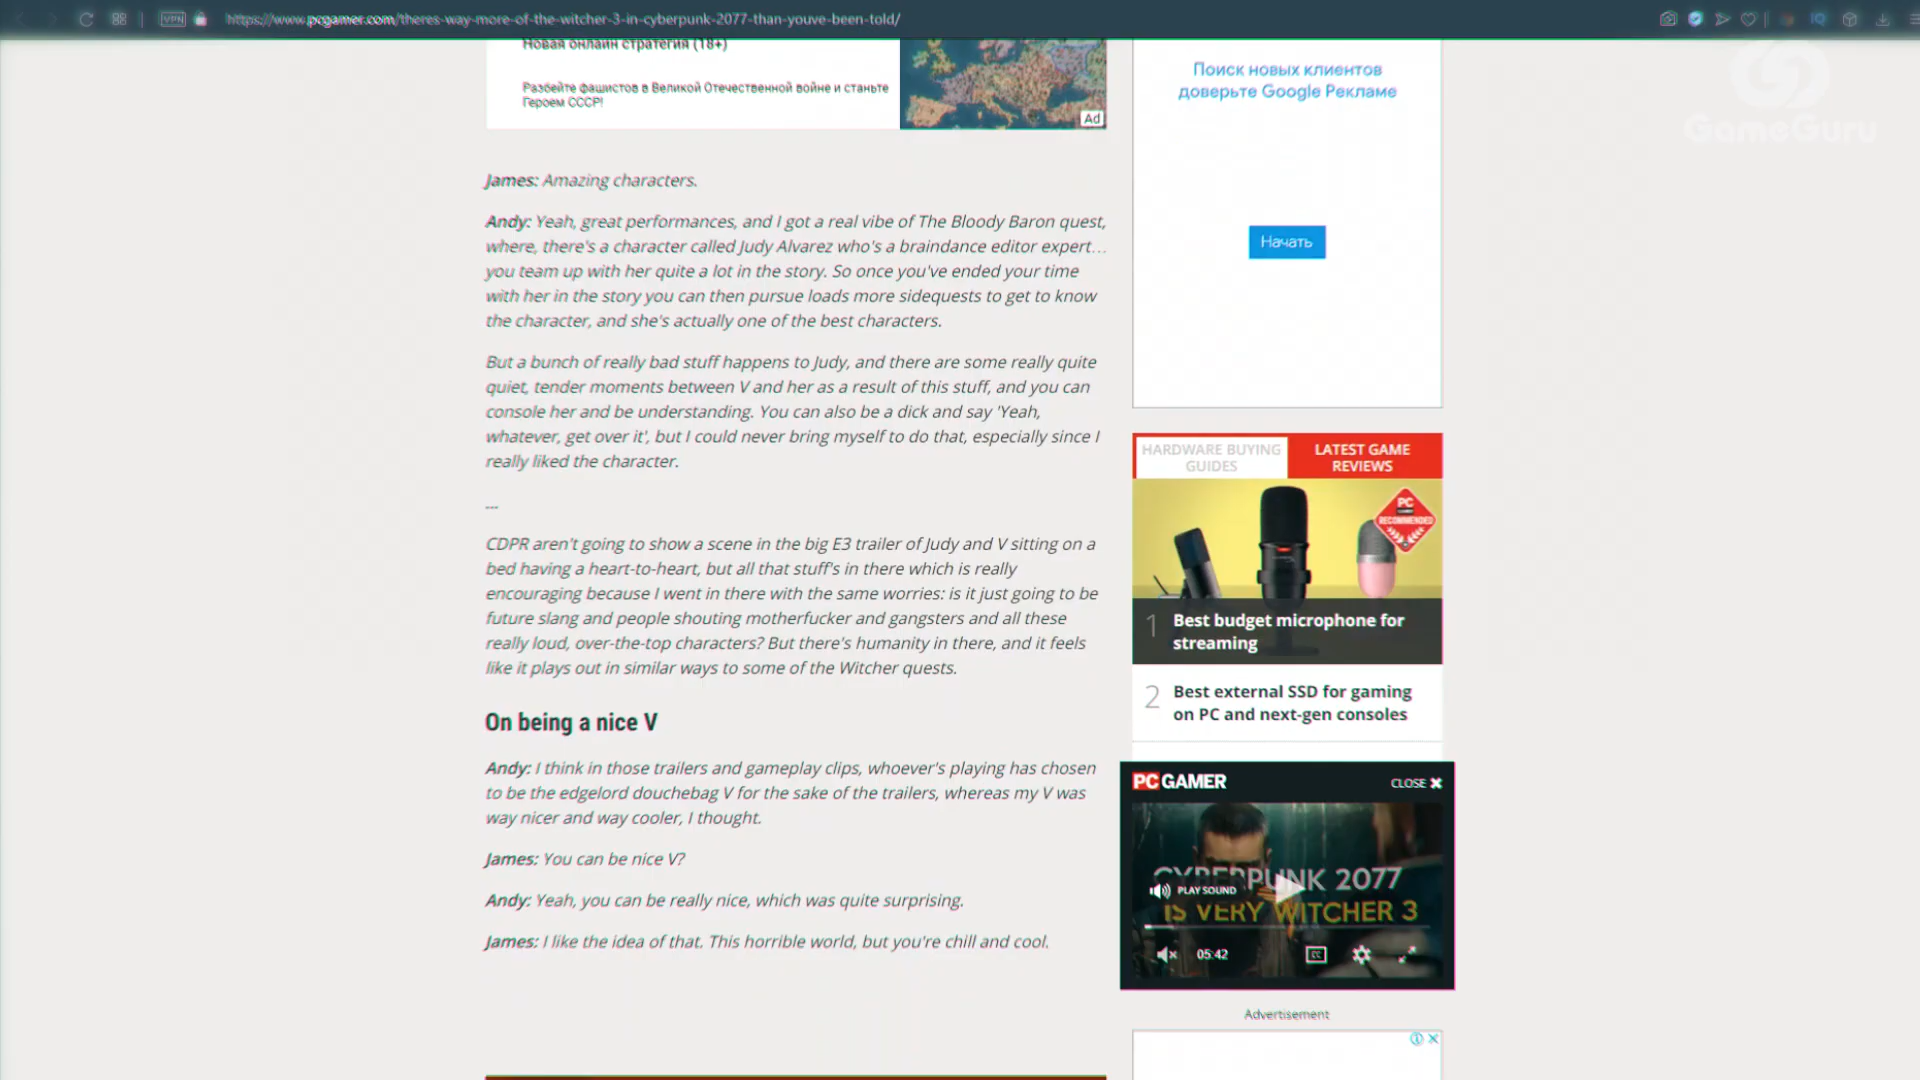 VPN
https://www.pcgamer.com/theres-way-more-of-the-witcher-3-in-cyberpunk-2077-than-youve-been-told/
Новая онлайн стратегия (18+)
Разбейте фашистов в Великой Отечественной войне и станьте
Героем СССР!
Ad
James: Amazing characters.
Andy: Yeah, great performances, and I got a real vibe of The Bloody Baron quest,
where, there's a character called Judy Alvarez who's a braindance editor expert…
you team up with her quite a lot in the story. So once you've ended your time
with her in the story you can then pursue loads more sidequests to get to know
the character, and she's actually one of the best characters.
But a bunch of really bad stuff happens to Judy, and there are some really quite
quiet, tender moments between V and her as a result of this stuff, and you can
console her and be understanding. You can also be a dick and say 'Yeah,
whatever, get over it', but I could never bring myself to do that, especially since I
really liked the character.
---
CDPR aren't going to show a scene in the big E3 trailer of Judy and V sitting on a
bed having a heart-to-heart, but all that stuff's in there which is really
encouraging because I went in there with the same worries: is it just going to be
future slang and people shouting motherfucker and gangsters and all these
really loud, over-the-top characters? But there's humanity in there, and it feels
like it plays out in similar ways to some of the Witcher quests.
On being a nice V
Andy: I think in those trailers and gameplay clips, whoever's playing has chosen
to be the edgelord douchebag V for the sake of the trailers, whereas my V was
way nicer and way cooler, I thought.
James: You can be nice V?
Andy: Yeah, you can be really nice, which was quite surprising.
James: I like the idea of that. This horrible world, but you're chill and cool.
Поиск новых клиентов
доверьте Google Рекламе
Начать
GameGuru
HARDWARE BUYING
GUIDES
LATEST GAME
REVIEWS
PC
GAMER
RECOMMENDED
1 Best budget microphone for
streaming
2 Best external SSD for gaming
on PC and next-gen consoles
PC GAMER
CLOSE
CYBERPUNK 2077
PLAY SOUND
IS VERY WITCHER 3
05:42
CC
Advertisement